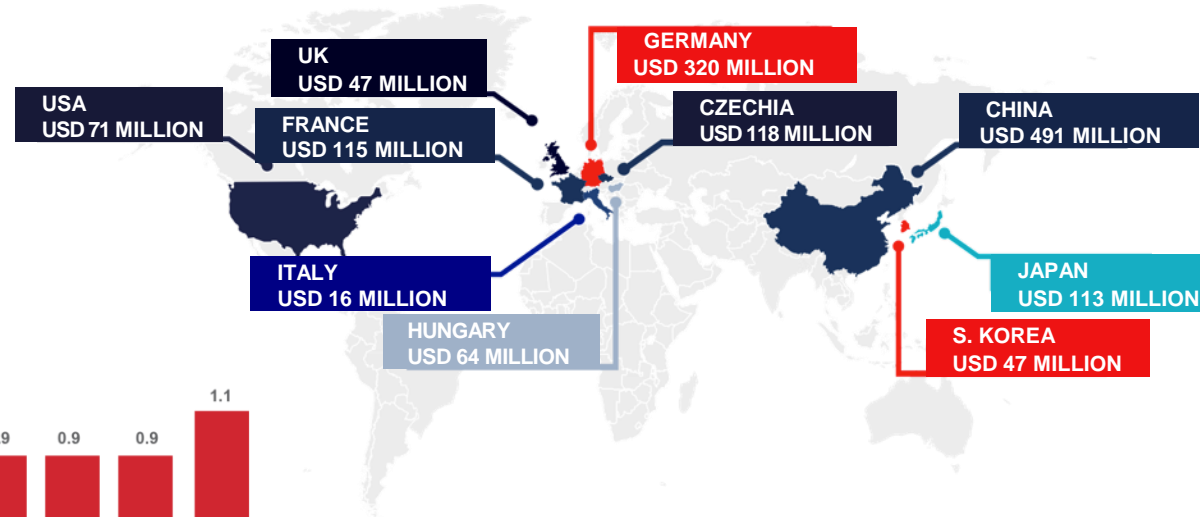 UK
USD 47 MILLION
GERMANY
USD 320 MILLION
USA
USD 71 MILLION
FRANCE
USD 115 MILLION
CZECHIA
USD 118 MILLION
CHINA
USD 491 MILLION
ITALY
USD 16 MILLION
JAPAN
USD 113 MILLION
HUNGARY
USD 64 MILLION
S. KOREA
USD 47 MILLION
1.1
9
0.9
0.9